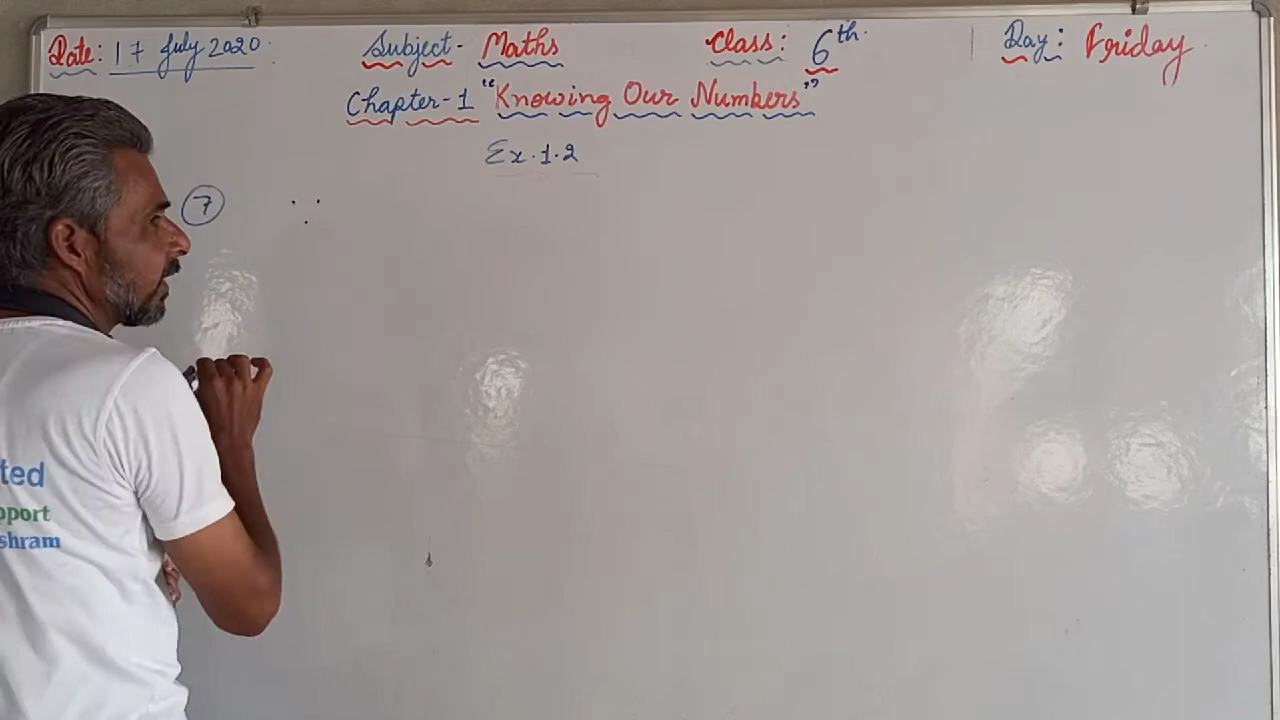 Date: 17 July 2020 Subject- Maths Class: 6th Day: Friday
Chapter-1 "Knowing Our Numbers"
Ex.1.2
7 ∵
ted
pport
shram